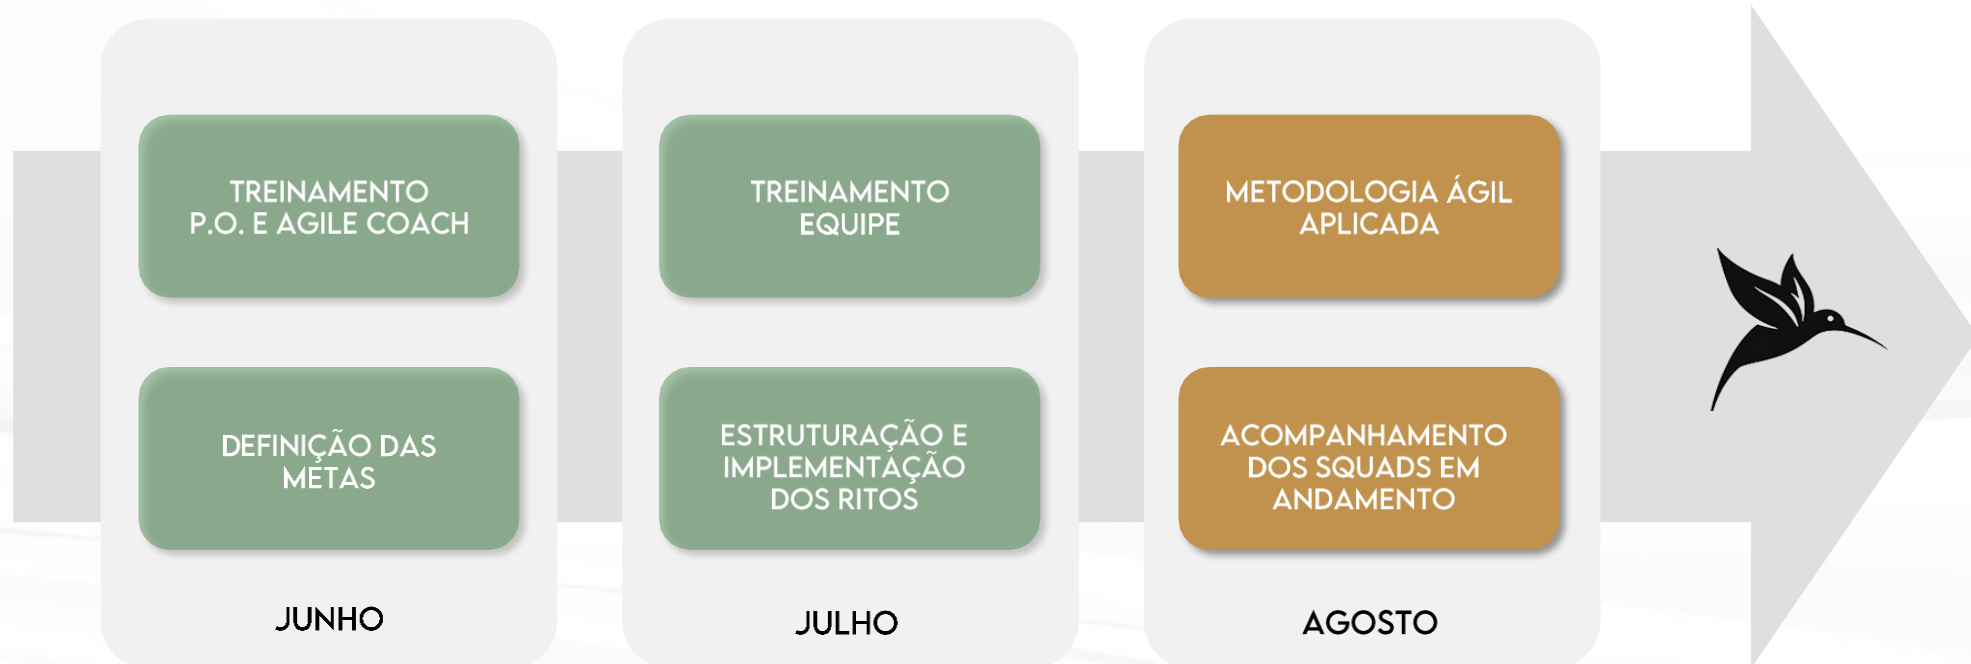 TREINAMENTO
P.O. E AGILE COACH
DEFINIÇÃO DAS
METAS
JUNHO
TREINAMENTO
EQUIPE
ESTRUTURAÇÃO E
IMPLEMENTAÇÃO
DOS RITOS
JULHO
METODOLOGIA ÁGIL
APLICADA
ACOMPANHAMENTO
DOS SQUADS EM
ANDAMENTO
AGOSTO